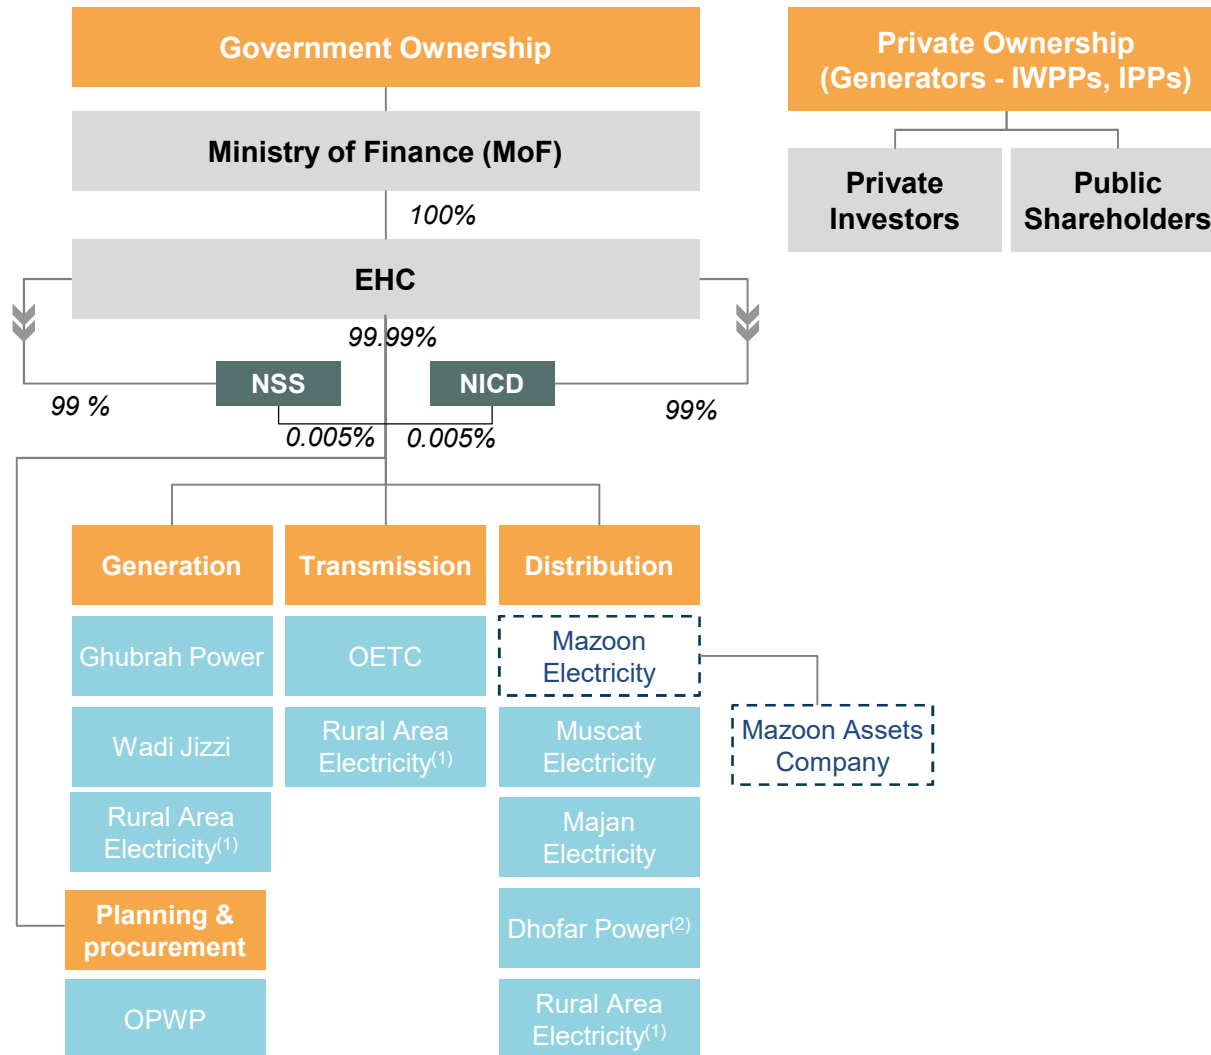 Government Ownership
Private Ownership
(Generators - IWPPs, IPPs)
Ministry of Finance (MoF)
Private
Investors
Public
Shareholders
100%
EHC
99.99%
NSS
NICD
99 %
99%
0.005%
0.005%
Generation
Transmission
Distribution
Ghubrah Power
OETC
Mazoon
Electricity
Wadi Jizzi
Rural Area
Electricity(1)
Muscat
Electricity
Mazoon Assets
Company
Rural Area
Electricity(1)
Majan
Electricity
Planning &
procurement
Dhofar Power(2)
OPWP
Rural Area
Electricity(1)